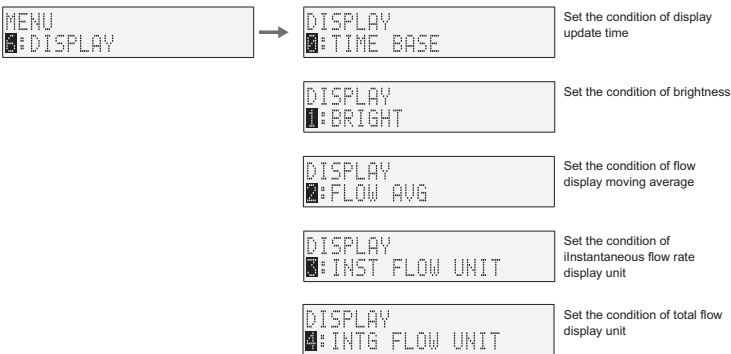 MENU
6:DISPLAY
DISPLAY
0:TIME BASE
Set the condition of display
update time
DISPLAY
1:BRIGHT
Set the condition of brightness
DISPLAY
2:FLOW AVG
Set the condition of flow
display moving average
DISPLAY
3:INST FLOW UNIT
Set the condition of
iInstantaneous flow rate
display unit
DISPLAY
4:INTG FLOW UNIT
Set the condition of total flow
display unit